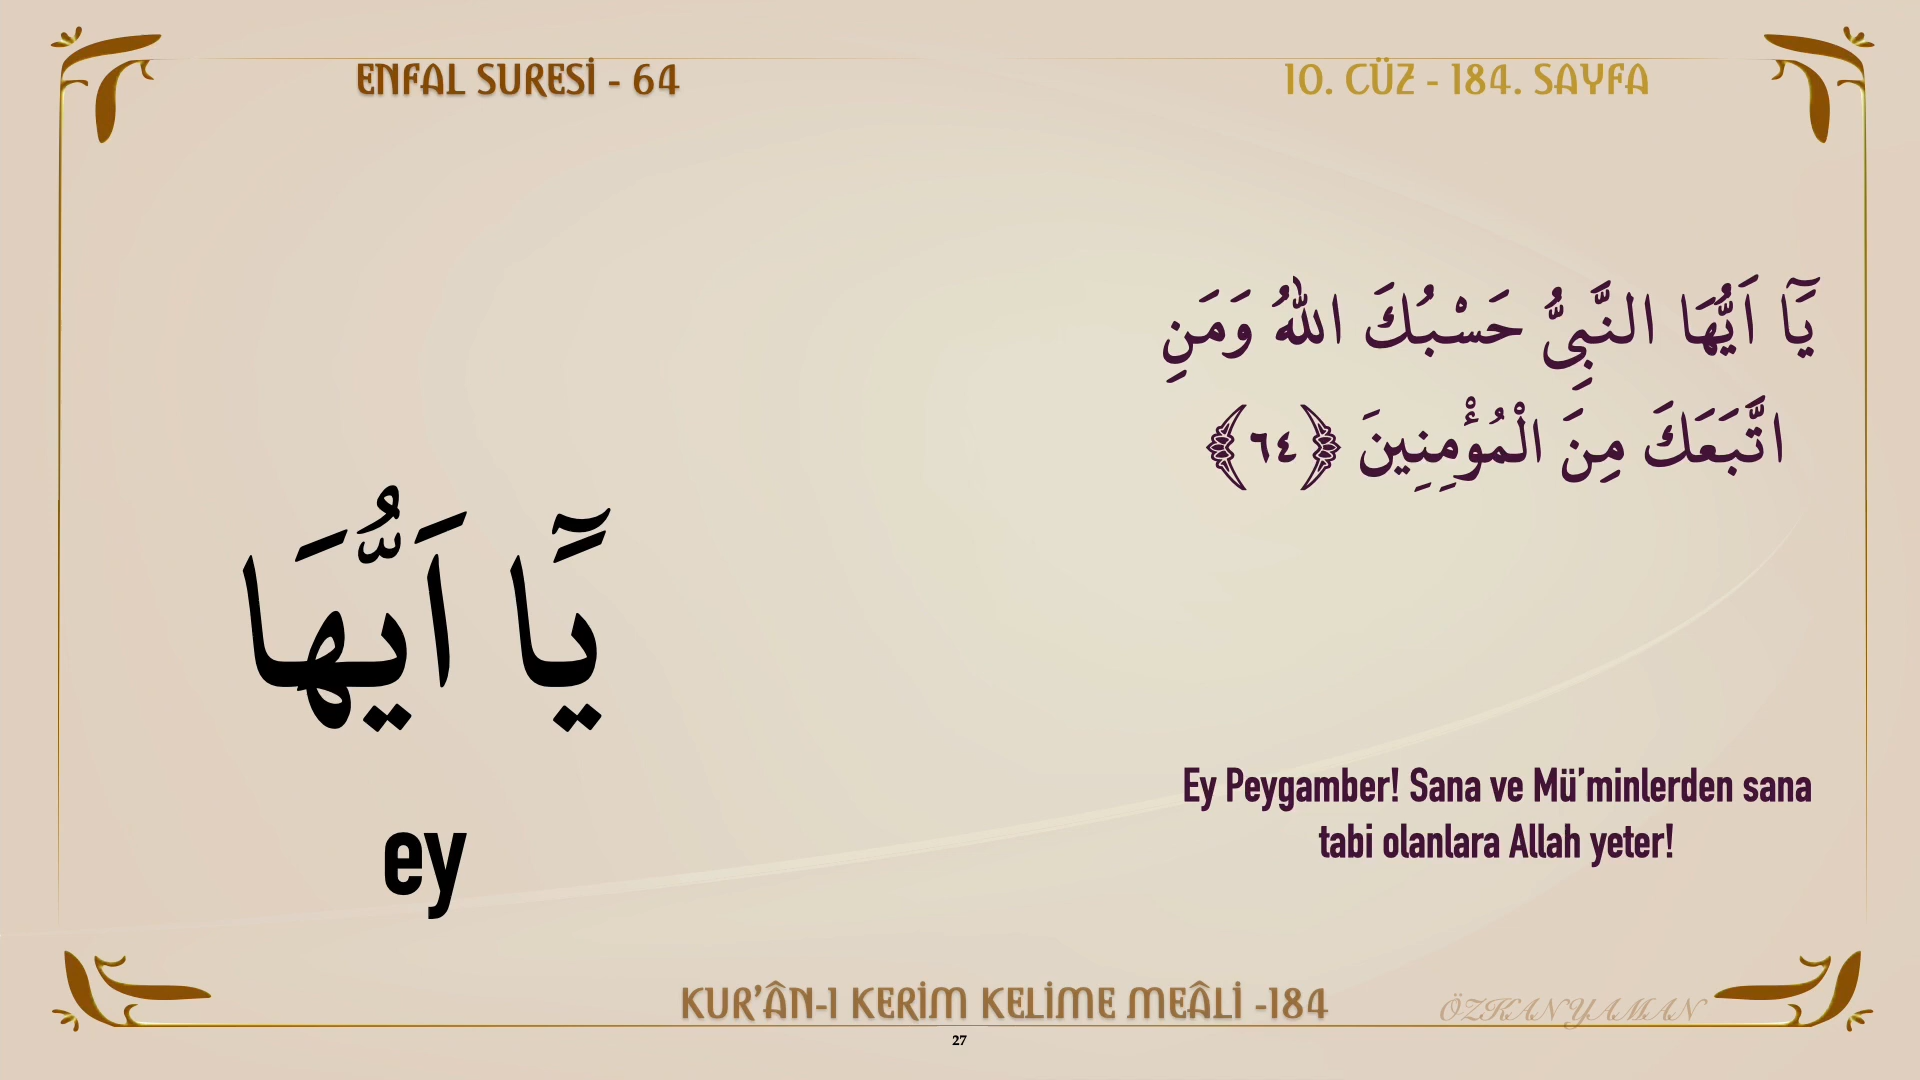 ENFAL SURESİ - 64
10. CÜZ - 184. SAYFA
يَٓا اَيُّهَا النَّبِيُّ حَسْبُكَ اللّٰهُ وَمَنِ
اتَّبَعَكَ مِنَ الْمُؤْمِنِينَ ﴿٦٤﴾
يَٓا اَيُّهَا
ey
Ey Peygamber! Sana ve Mü’minlerden sana
tabi olanlara Allah yeter!
KUR’ÂN-I KERİM KELİME MEÂLİ -184
ÖZKAN YAMAN
27